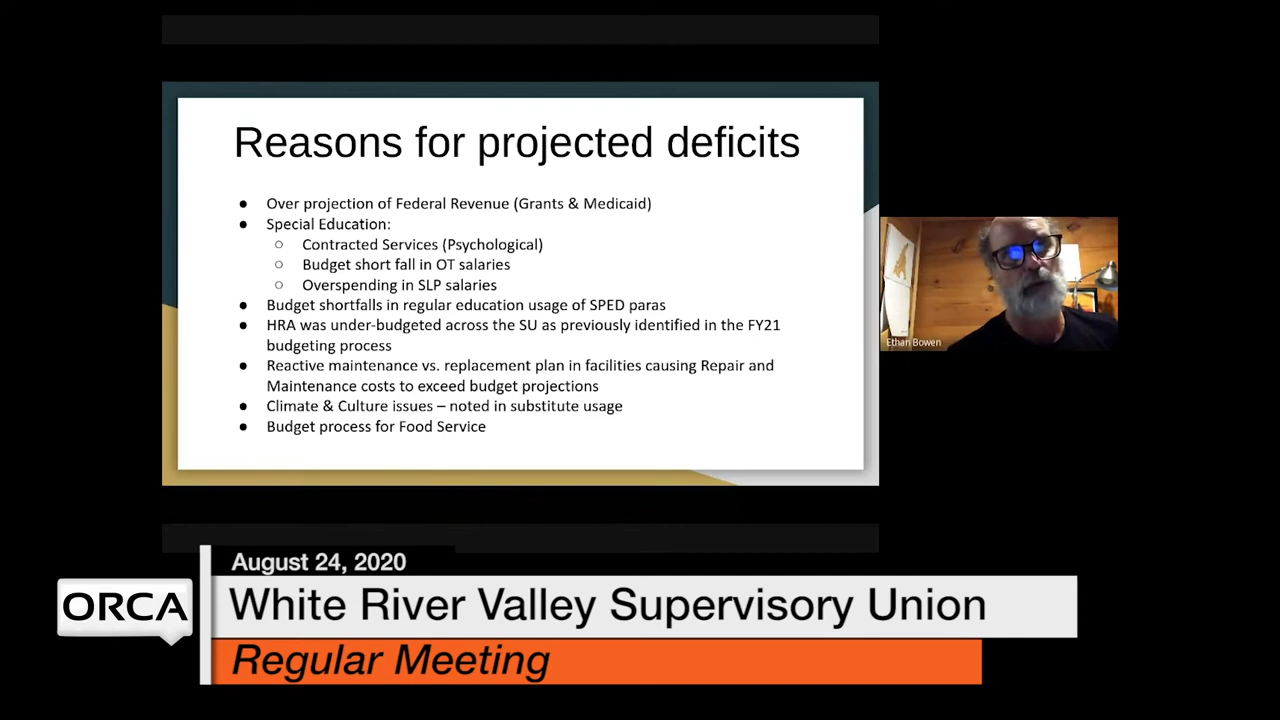 Reasons for projected deficits
● Over projection of Federal Revenue (Grants & Medicaid)
● Special Education:
○ Contracted Services (Psychological)
○ Budget short fall in OT salaries
○ Overspending in SLP salaries
● Budget shortfalls in regular education usage of SPED paras
● HRA was under-budgeted across the SU as previously identified in the FY21
budgeting process
● Reactive maintenance vs. replacement plan in facilities causing Repair and
Maintenance costs to exceed budget projections
● Climate & Culture issues – noted in substitute usage
● Budget process for Food Service
Ethan Bowen
August 24, 2020
ORCA
White River Valley Supervisory Union
Regular Meeting